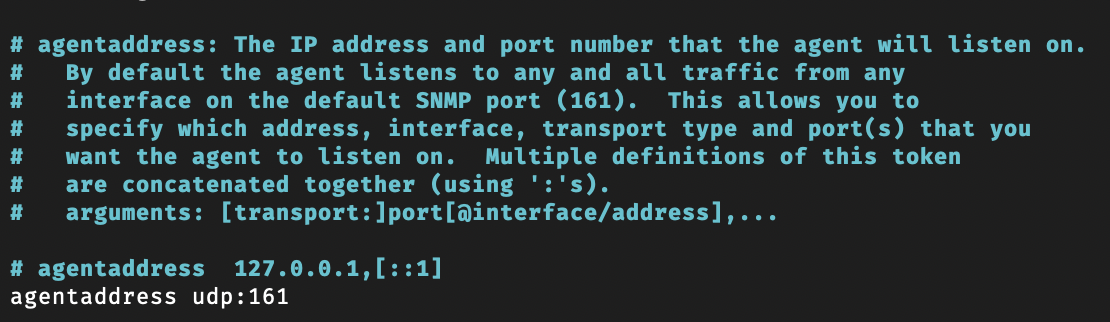 # agentaddress: The IP address and port number that the agent will listen on.
#   By default the agent listens to any and all traffic from any
#   interface on the default SNMP port (161).  This allows you to
#   specify which address, interface, transport type and port(s) that you
#   want the agent to listen on.  Multiple definitions of this token
#   are concatenated together (using ':'s).
#   arguments: [transport:]port[@interface/address],...

# agentaddress  127.0.0.1,[::1]
agentaddress udp:161